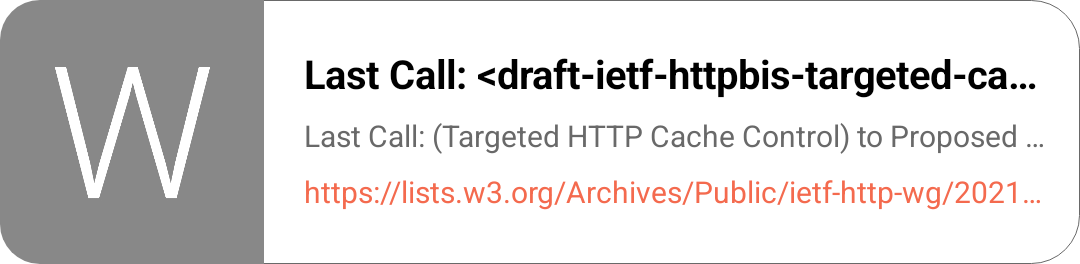 W
Last Call: <draft-ietf-httpbis-targeted-ca...
Last Call: (Targeted HTTP Cache Control) to Proposed ...
https://lists.w3.org/Archives/Public/ietf-http-wg/2021...